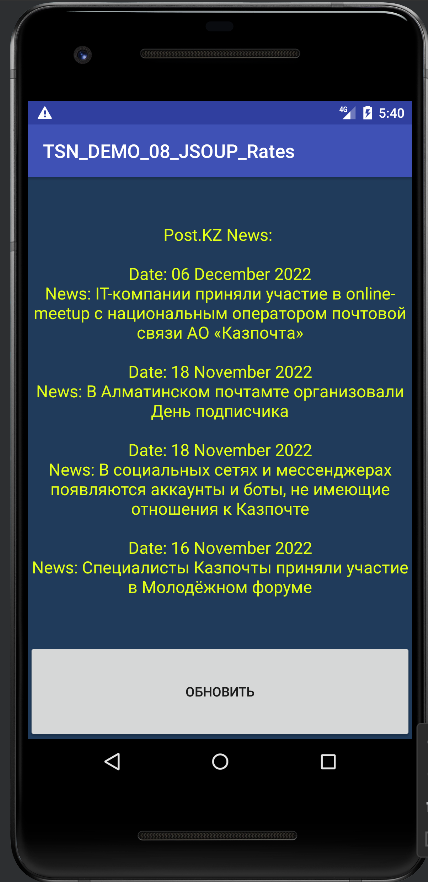 4G 5:40
TSN_DEMO_08_JSOUP_Rates
Post.KZ News:
Date: 06 December 2022
News: IT-компании приняли участие в online-
meetup с национальным оператором почтовой
связи АО «Казпочта»
Date: 18 November 2022
News: В Алматинском почтамте организовали
День подписчика
Date: 18 November 2022
News: В социальных сетях и мессенджерах
появляются аккаунты и боты, не имеющие
отношения к Казпочте
Date: 16 November 2022
News: Специалисты Казпочты приняли участие
в Молодёжном форуме
ОБНОВИТЬ